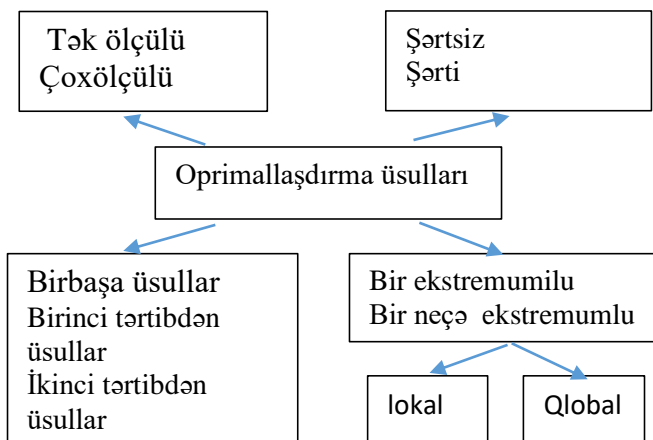 Tək ölçülü
Çoxölçülü
Şərtsiz
Şərti
Oprimallaşdırma üsulları
Birbaşa üsullar
Birinci tərtibdən
üsullar
İkinci tərtibdən
üsullar
Bir ekstremumilu
Bir neçə ekstremumlu
lokal
Qlobal